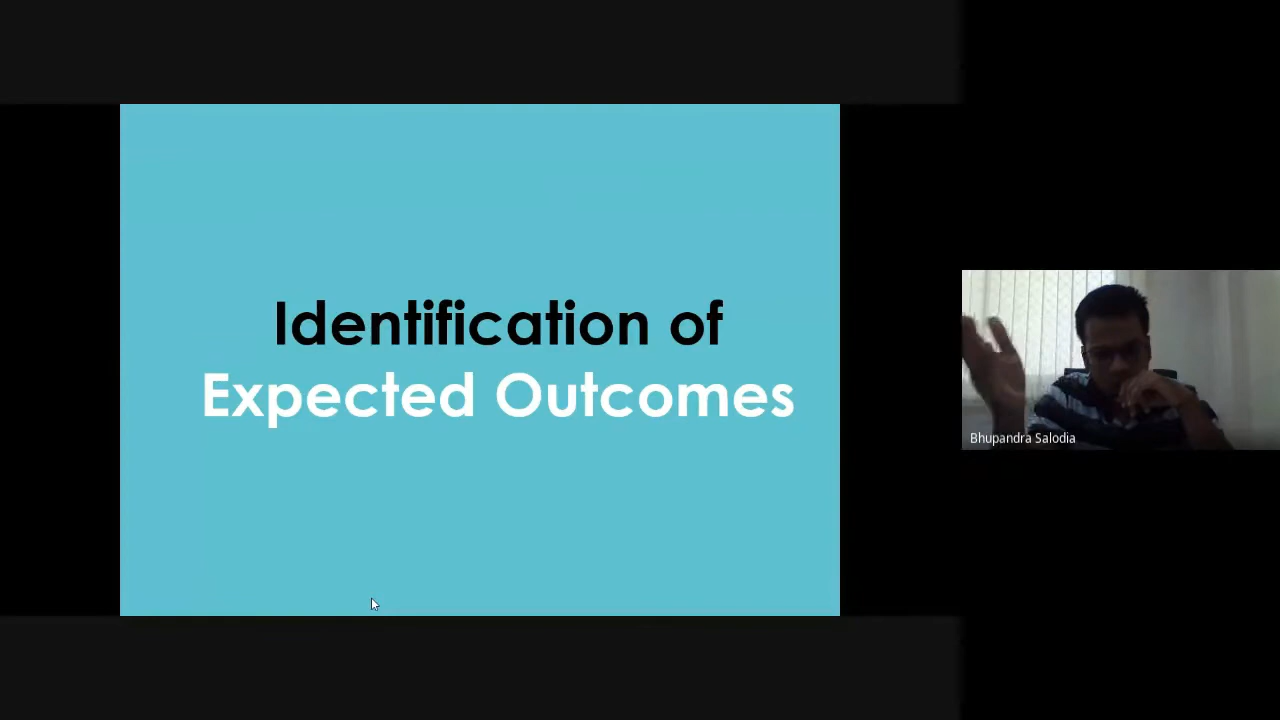 Identification of
Expected Outcomes
Bhupandra Salodia